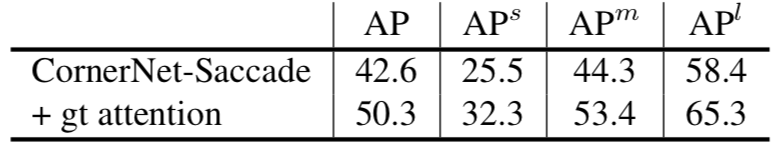 AP AP^s AP^m AP^l
CornerNet-Saccade 42.6 25.5 44.3 58.4
+ gt attention 50.3 32.3 53.4 65.3